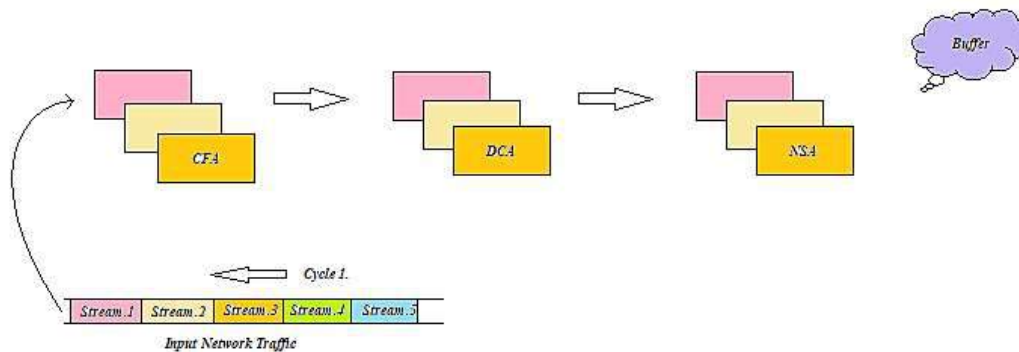 Buffer
CFA
DCA
NSA
Cycle 1.
Stream.1 Stream.2 Stream.3 Stream.4 Stream.5
Input Network Traffic